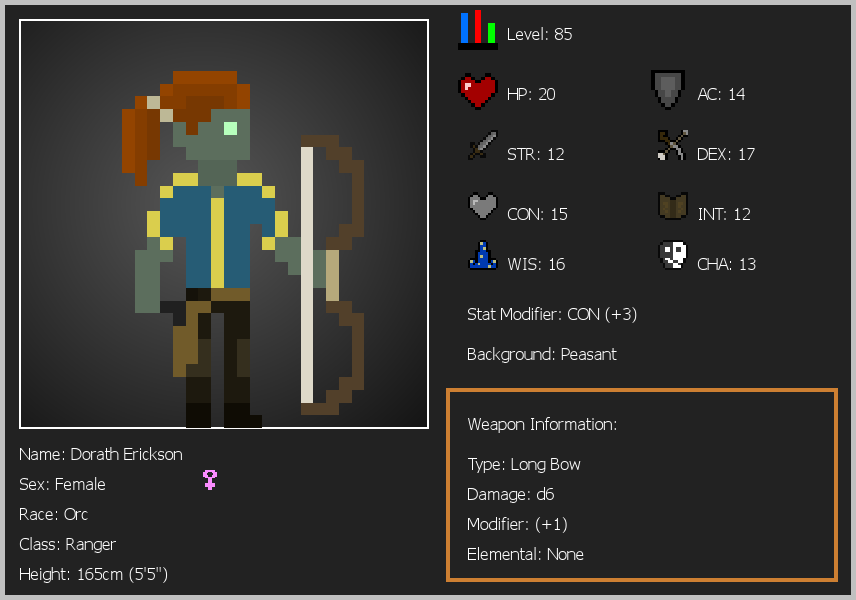 Level: 85
HP: 20
AC: 14
STR: 12
DEX: 17
CON: 15
INT: 12
WIS: 16
CHA: 13
Stat Modifier: CON (+3)
Background: Peasant
Weapon Information:
Type: Long Bow
Damage: d6
Modifier: (+1)
Elemental: None
Name: Dorath Erickson
Sex: Female
Race: Orc
Class: Ranger
Height: 165cm (5'5")